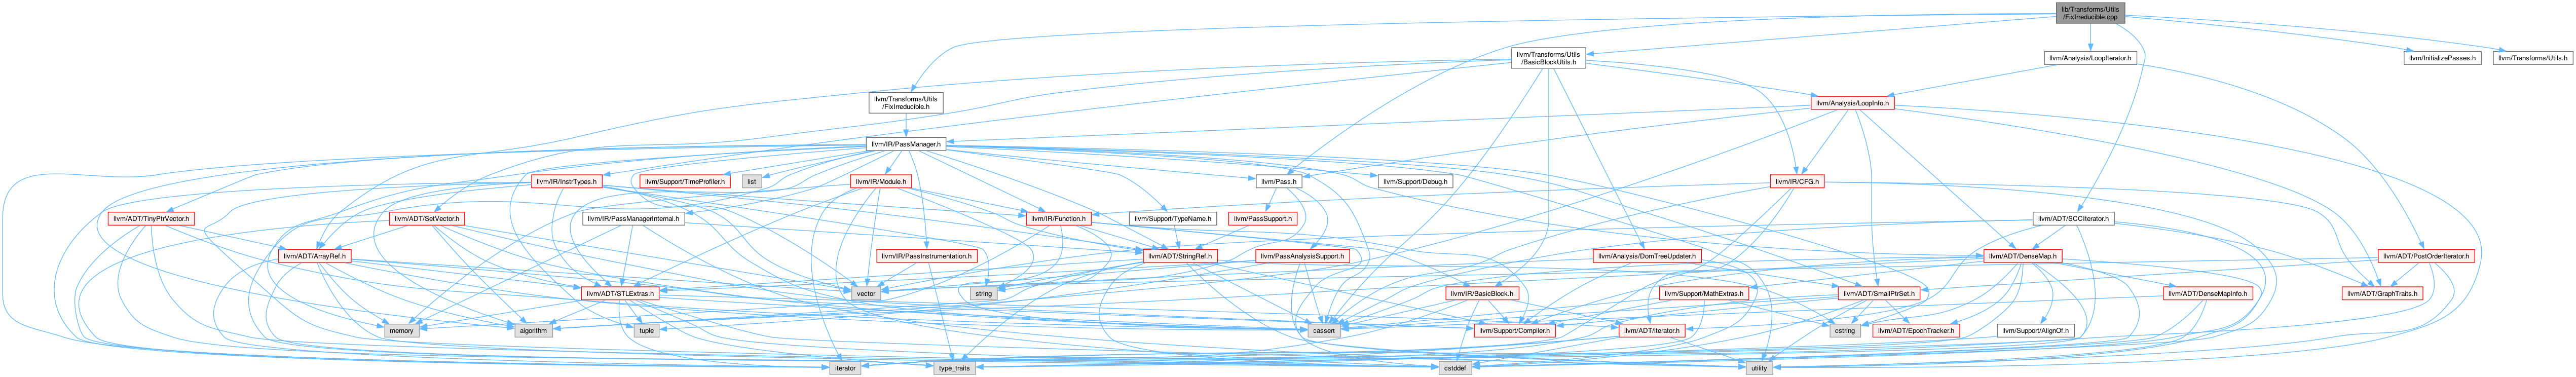 lib/Transforms/Utils
/FixIrreducible.cpp
llvm/Transforms/Utils
/BasicBlockUtils.h
llvm/Analysis/LoopIterator.h
llvm/InitializePasses.h
llvm/Transforms/Utils.h
llvm/Transforms/Utils
/FixIrreducible.h
llvm/Analysis/LoopInfo.h
llvm/IR/PassManager.h
llvm/IR/InstrTypes.h
llvm/Support/TimeProfiler.h
list
llvm/IR/Module.h
llvm/Pass.h
llvm/Support/Debug.h
llvm/IR/CFG.h
llvm/ADT/TinyPtrVector.h
llvm/ADT/SetVector.h
llvm/IR/PassManagerInternal.h
llvm/IR/Function.h
llvm/Support/TypeName.h
llvm/PassSupport.h
llvm/ADT/SCCIterator.h
llvm/ADT/ArrayRef.h
llvm/IR/PassInstrumentation.h
llvm/ADT/StringRef.h
llvm/PassAnalysisSupport.h
llvm/Analysis/DomTreeUpdater.h
llvm/ADT/DenseMap.h
llvm/ADT/PostOrderIterator.h
llvm/ADT/STLExtras.h
vector
string
llvm/IR/BasicBlock.h
llvm/Support/MathExtras.h
llvm/ADT/SmallPtrSet.h
llvm/ADT/DenseMapInfo.h
llvm/ADT/GraphTraits.h
memory
algorithm
tuple
cassert
llvm/Support/Compiler.h
llvm/ADT/iterator.h
cstring
llvm/ADT/EpochTracker.h
llvm/Support/AlignOf.h
iterator
type_traits
cstddef
utility